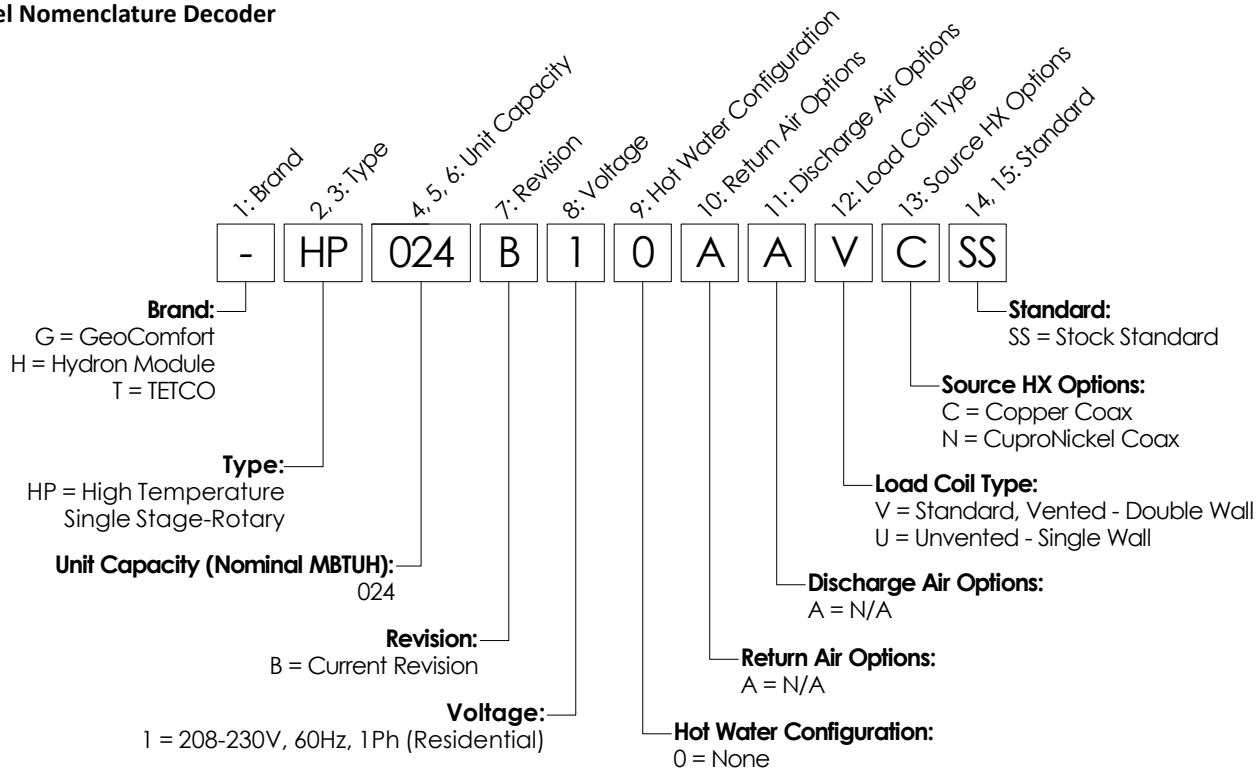 el Nomenclature Decoder
1: Brand
2, 3: Type
4, 5, 6: Unit Capacity
7: Revision
8: Voltage
9: Hot Water Configuration
10: Return Air Options
11: Discharge Air Options
12: Load Coil Type
13: Source HX Options
14, 15: Standard
- HP 024 B 1 0 A A V C SS
Brand:
G = GeoComfort
H = Hydron Module
T = TETCO
Type:
HP = High Temperature
Single Stage-Rotary
Unit Capacity (Nominal MBTUH):
024
Revision:
B = Current Revision
Voltage:
1 = 208-230V, 60Hz, 1Ph (Residential)
Standard:
SS = Stock Standard
Source HX Options:
C = Copper Coax
N = CuproNickel Coax
Load Coil Type:
V = Standard, Vented - Double Wall
U = Unvented - Single Wall
Discharge Air Options:
A = N/A
Return Air Options:
A = N/A
Hot Water Configuration:
0 = None